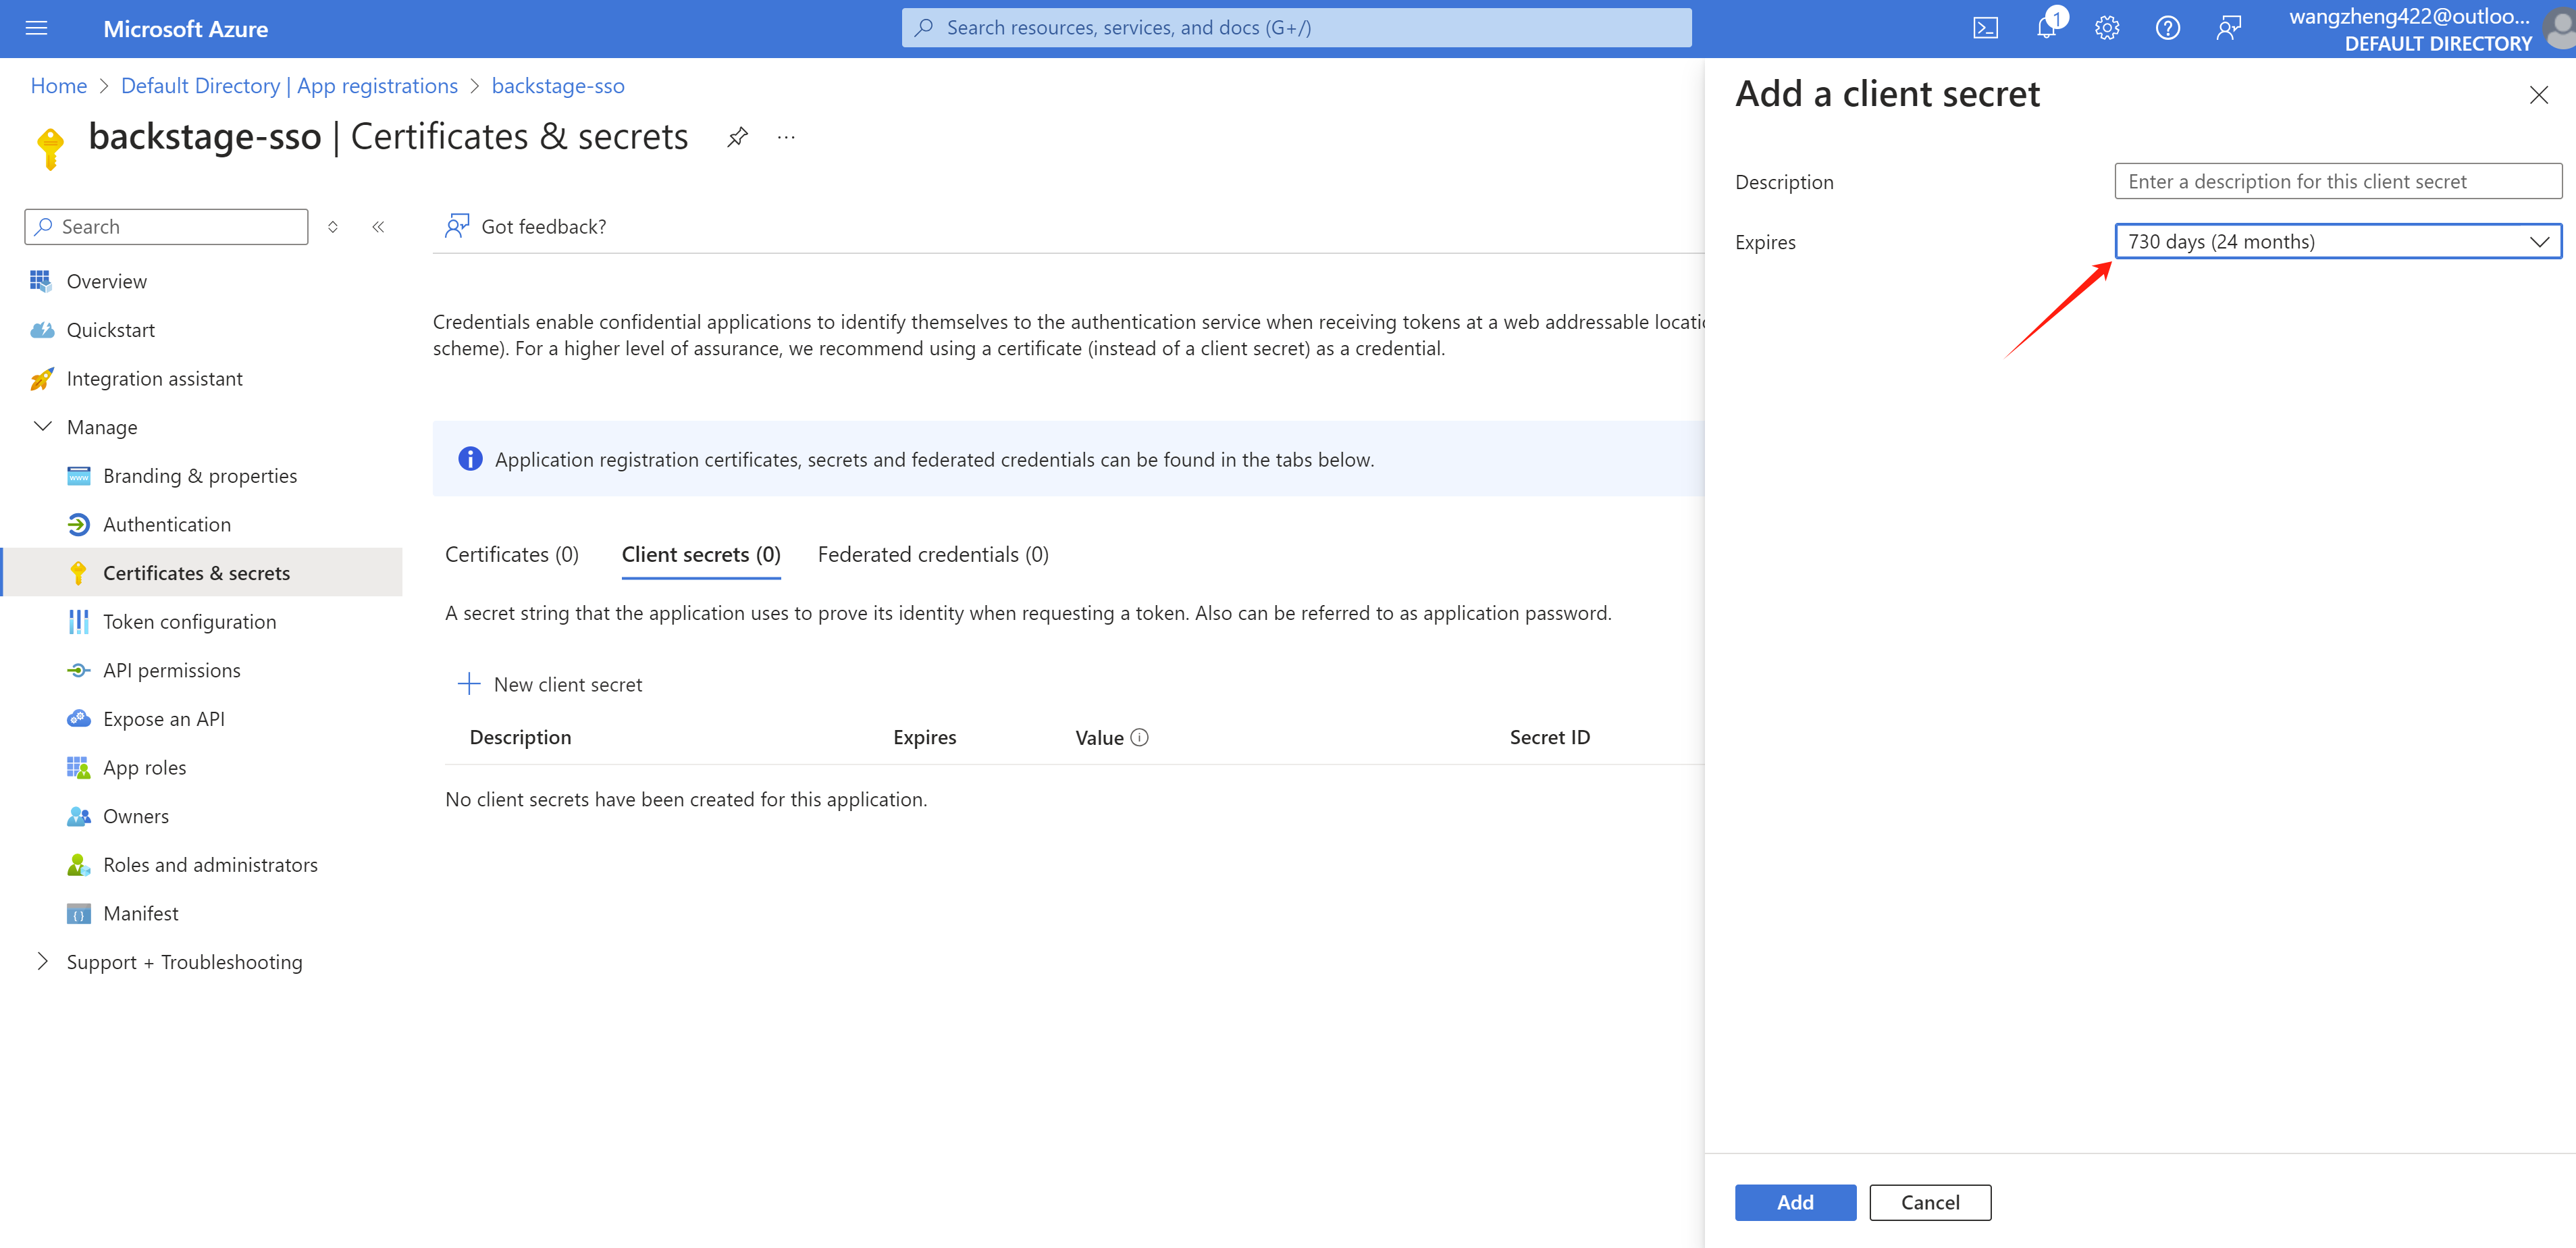 Microsoft Azure
Search resources, services, and docs (G+/)
1
wangzheng422@outloo...
DEFAULT DIRECTORY
Home > Default Directory | App registrations > backstage-sso
backstage-sso | Certificates & secrets
...
Search
Overview
Quickstart
Integration assistant
Manage
Branding & properties
Authentication
Certificates & secrets
Token configuration
API permissions
Expose an API
App roles
Owners
Roles and administrators
Manifest
Support + Troubleshooting
Got feedback?
Credentials enable confidential applications to identify themselves to the authentication service when receiving tokens at a web addressable locatio
scheme). For a higher level of assurance, we recommend using a certificate (instead of a client secret) as a credential.
Application registration certificates, secrets and federated credentials can be found in the tabs below.
Certificates (0) Client secrets (0) Federated credentials (0)
A secret string that the application uses to prove its identity when requesting a token. Also can be referred to as application password.
New client secret
Description Expires Value Secret ID
No client secrets have been created for this application.
Add a client secret
Description Enter a description for this client secret
Expires 730 days (24 months)
Add Cancel